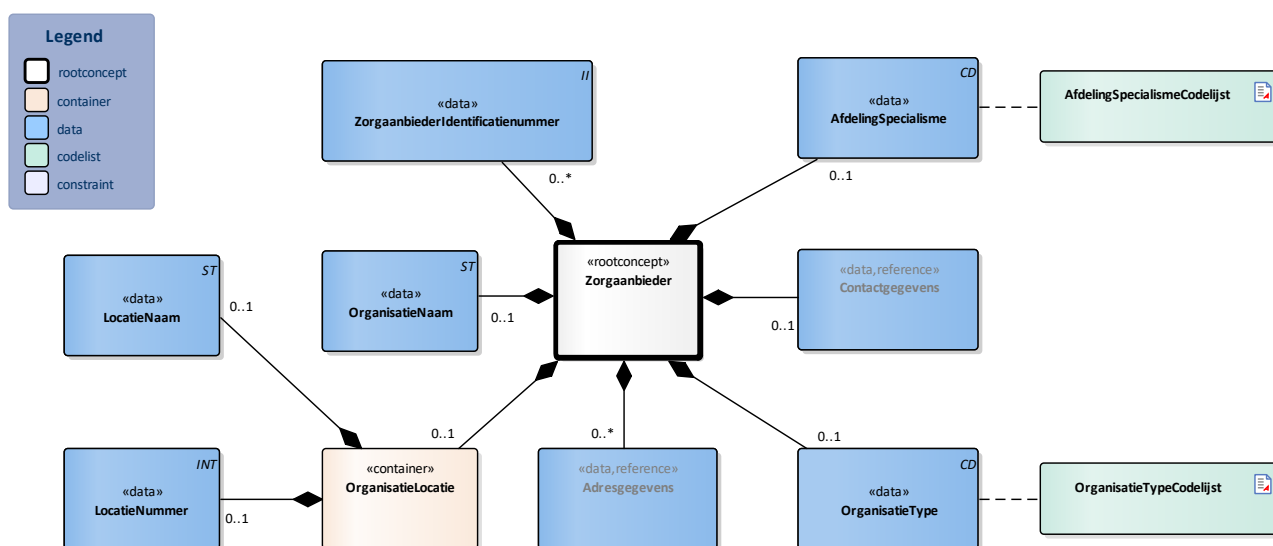 Legend
rootconcept
container
data
codelist
constraint
II
«data»
ZorgaanbiederIdentificatienummer
0..*
CD
«data»
AfdelingSpecialisme
0..1
AfdelingSpecialismeCodelijst
ST
«data»
LocatieNaam
0..1
ST
«data»
OrganisatieNaam
0..1
«rootconcept»
Zorgaanbieder
«data,reference»
Contactgegevens
0..1
INT
«data»
LocatieNummer
0..1
0..1
«container»
OrganisatieLocatie
0..*
«data,reference»
Adresgegevens
0..1
CD
«data»
OrganisatieType
OrganisatieTypeCodelijst